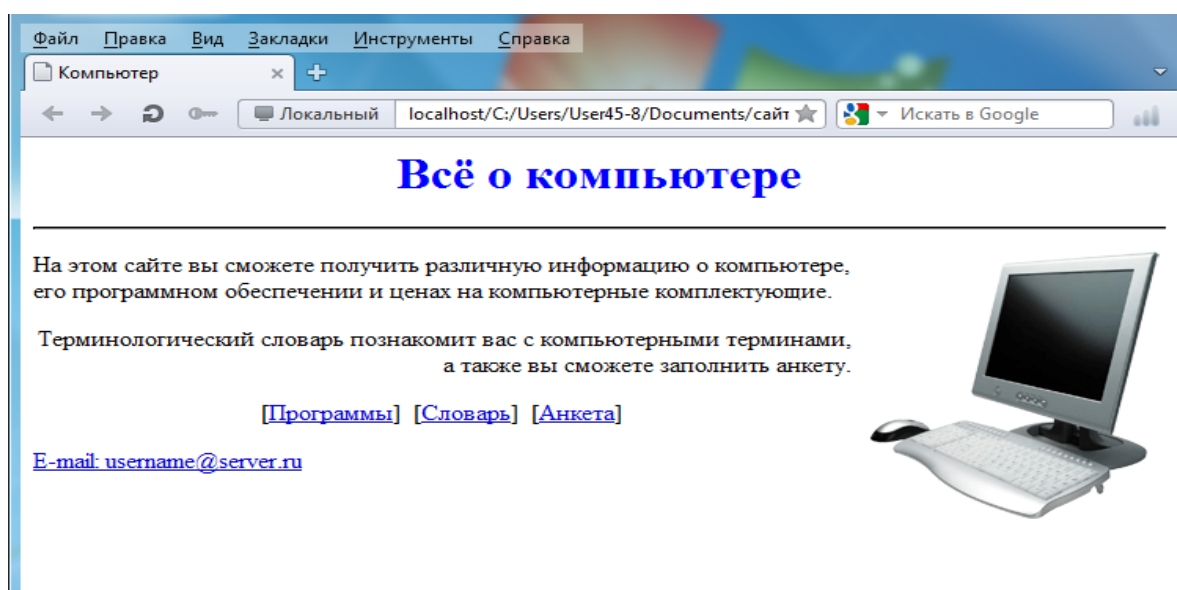 Файл Правка Вид Закладки Инструменты Справка
Компьютер
Локальный localhost/C:/Users/User45-8/Documents/сайт Искать в Google
Всё о компьютере
На этом сайте вы сможете получить различную информацию о компьютере,
его программном обеспечении и ценах на компьютерные комплектующие.
Терминологический словарь познакомит вас с компьютерными терминами,
а также вы сможете заполнить анкету.
[Программы] [Словарь] [Анкета]
E-mail: username@server.ru